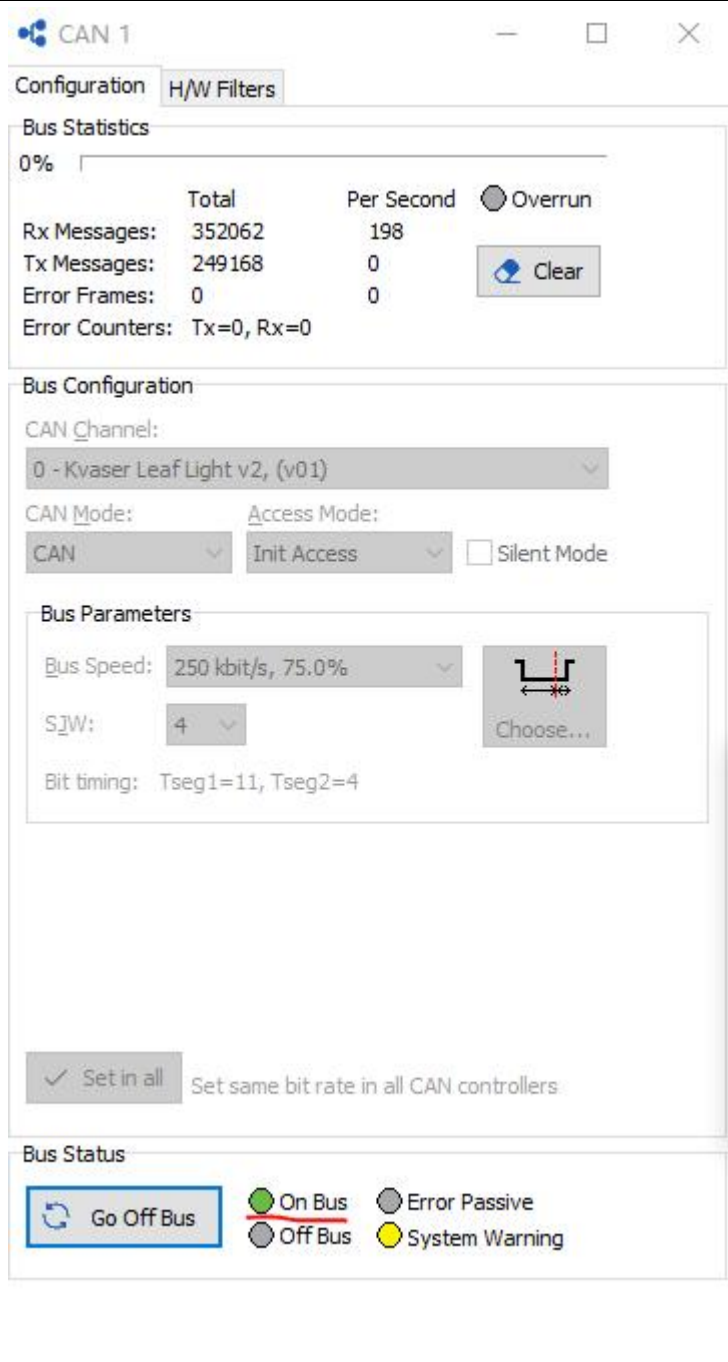 CAN 1
Configuration H/W Filters
Bus Statistics
0%
Total Per Second Overrun
Rx Messages: 352062 198
Tx Messages: 249168 0
Clear
Error Frames: 0 0
Error Counters: Tx=0, Rx=0
Bus Configuration
CAN Channel:
0 - Kvaser Leaf Light v2, (v01)
CAN Mode: Access Mode:
CAN Init Access Silent Mode
Bus Parameters
Bus Speed: 250 kbit/s, 75.0%
SJW: 4 Choose...
Bit timing: Tseg1=11, Tseg2=4
Set in all Set same bit rate in all CAN controllers
Bus Status
Go Off Bus
On Bus Error Passive
Off Bus System Warning